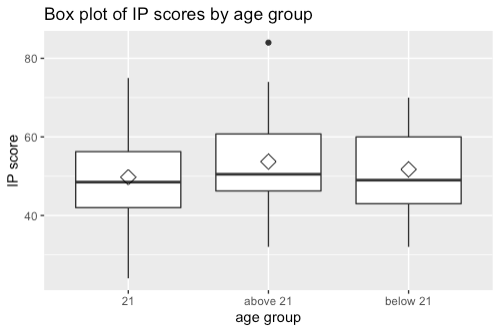 Box plot of IP scores by age group
80
60
40
IP score
21
above 21
below 21
age group